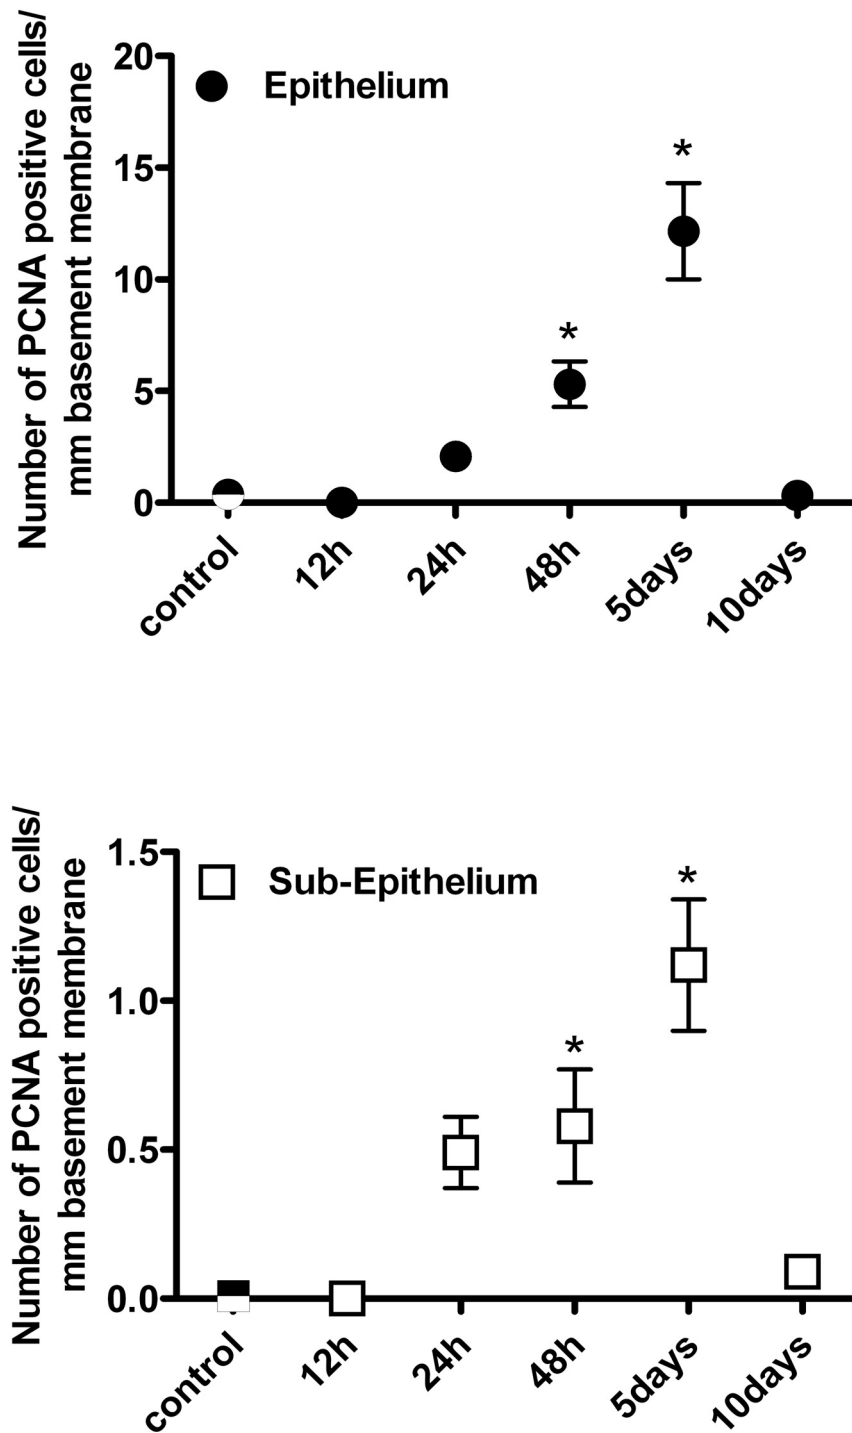 Number of PCNA positive cells/
mm basement membrane
20
15
10
5
0
Epithelium
*
*
control
12h
24h
48h
5days
10days
Number of PCNA positive cells/
mm basement membrane
1.5
1.0
0.5
0.0
Sub-Epithelium
*
*
control
12h
24h
48h
5days
10days